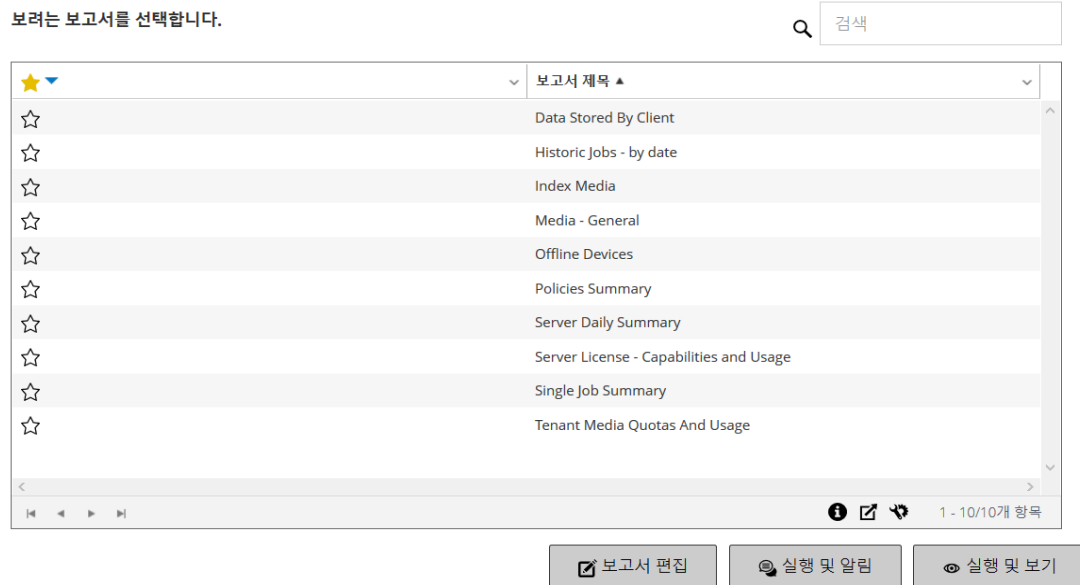 보려는 보고서를 선택합니다.
검색
보고서 제목
Data Stored By Client
Historic Jobs - by date
Index Media
Media - General
Offline Devices
Policies Summary
Server Daily Summary
Server License - Capabilities and Usage
Single Job Summary
Tenant Media Quotas And Usage
1 - 10/10개 항목
보고서 편집
실행 및 알림
실행 및 보기